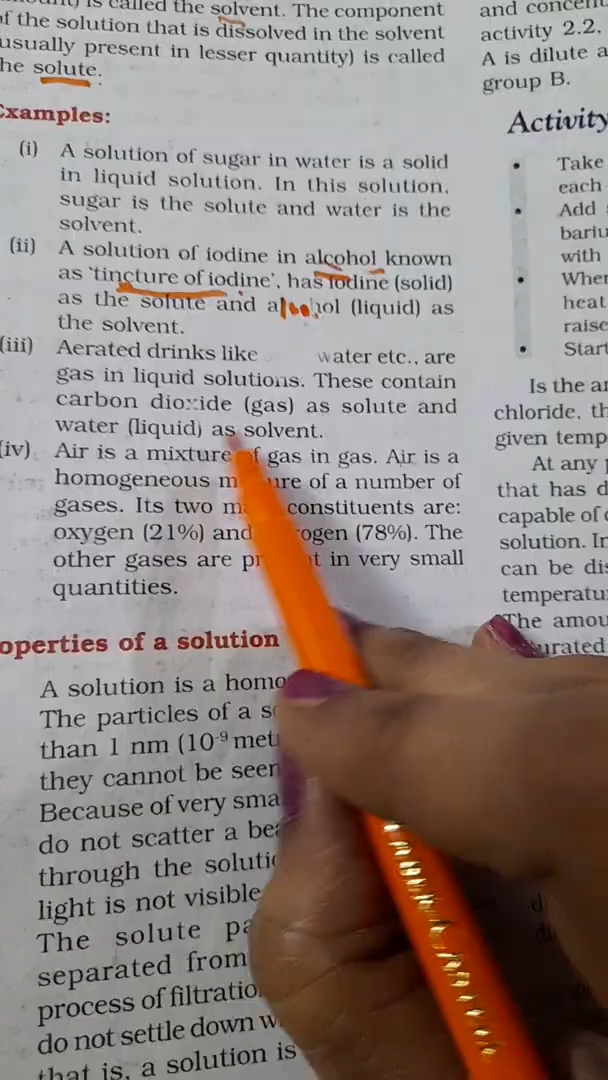 is called the solvent. The component
of the solution that is dissolved in the solvent
usually present in lesser quantity) is called
he solute.
Examples:
(i) A solution of sugar in water is a solid
in liquid solution. In this solution,
sugar is the solute and water is the
solvent.
(ii) A solution of iodine in alcohol known
as 'tincture of iodine', has iodine (solid)
as the solute and alcohol (liquid) as
the solvent.
(iii) Aerated drinks like water etc., are
gas in liquid solutions. These contain
carbon dioxide (gas) as solute and
water (liquid) as solvent.
(iv) Air is a mixture of gas in gas. Air is a
homogeneous of a number of
gases. Its two constituents are:
oxygen (21%) and ogen (78%). The
other gases are in very small
quantities.
operties of a solution
A solution is a homo
The particles of a
than 1 nm (10⁻⁹ met
they cannot be seen
Because of very sma
do not scatter a
through the soluti
light is not visible
The solute
separated from
process of filtratio
do not settle down
that is, a solution is
and concent
activity 2.2,
A is dilute a
group B.
Activity
• Take
each
• Add
bariu
with
• When
heat
raise
• Start
Is the
chloride, th
given temp
At any
that has d
capable of
solution. In
can be dis
temperatu
The amou
urated